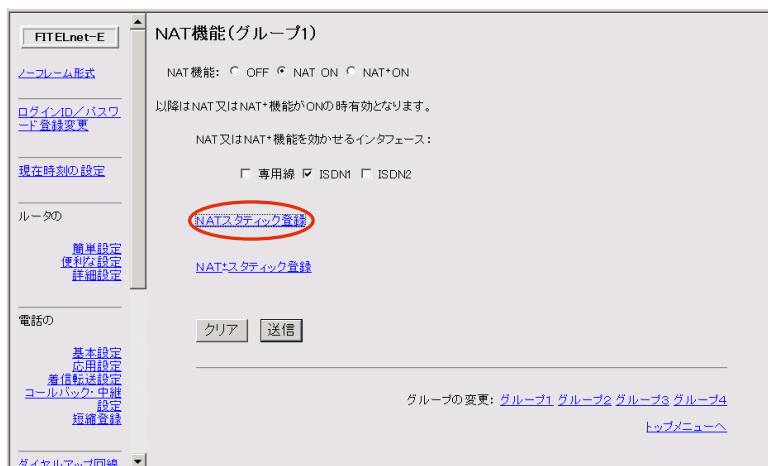 FITELnet-E
ノーフレーム形式
ログインID／パスワ
ード登録変更
現在時刻の設定
ルータの
簡単設定
便利な設定
詳細設定
電話の
基本設定
応用設定
着信転送設定
コールバック・中継
設定
短縮登録
ダイヤルアップ回線
NAT機能(グループ1)
NAT機能: OFF NAT ON NAT+ON
以降はNAT又はNAT+機能がONの時有効となります。
NAT又はNAT+機能を効かせるインタフェース：
専用線 ISDN1 ISDN2
NATスタティック登録
NAT+スタティック登録
クリア 送信
グループの変更: グループ1 グループ2 グループ3 グループ4
トップメニューへ